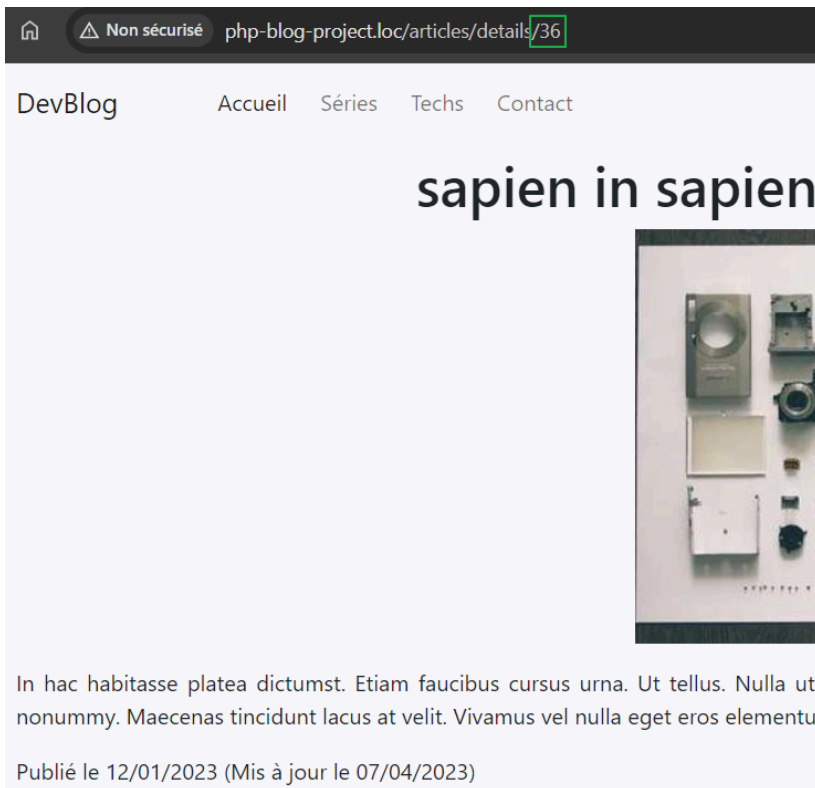 Non sécurisé php-blog-project.loc/articles/details/36
DevBlog Accueil Séries Techs Contact
sapien in sapien
In hac habitasse platea dictumst. Etiam faucibus cursus urna. Ut tellus. Nulla ut
nonummy. Maecenas tincidunt lacus at velit. Vivamus vel nulla eget eros elementu
Publié le 12/01/2023 (Mis à jour le 07/04/2023)